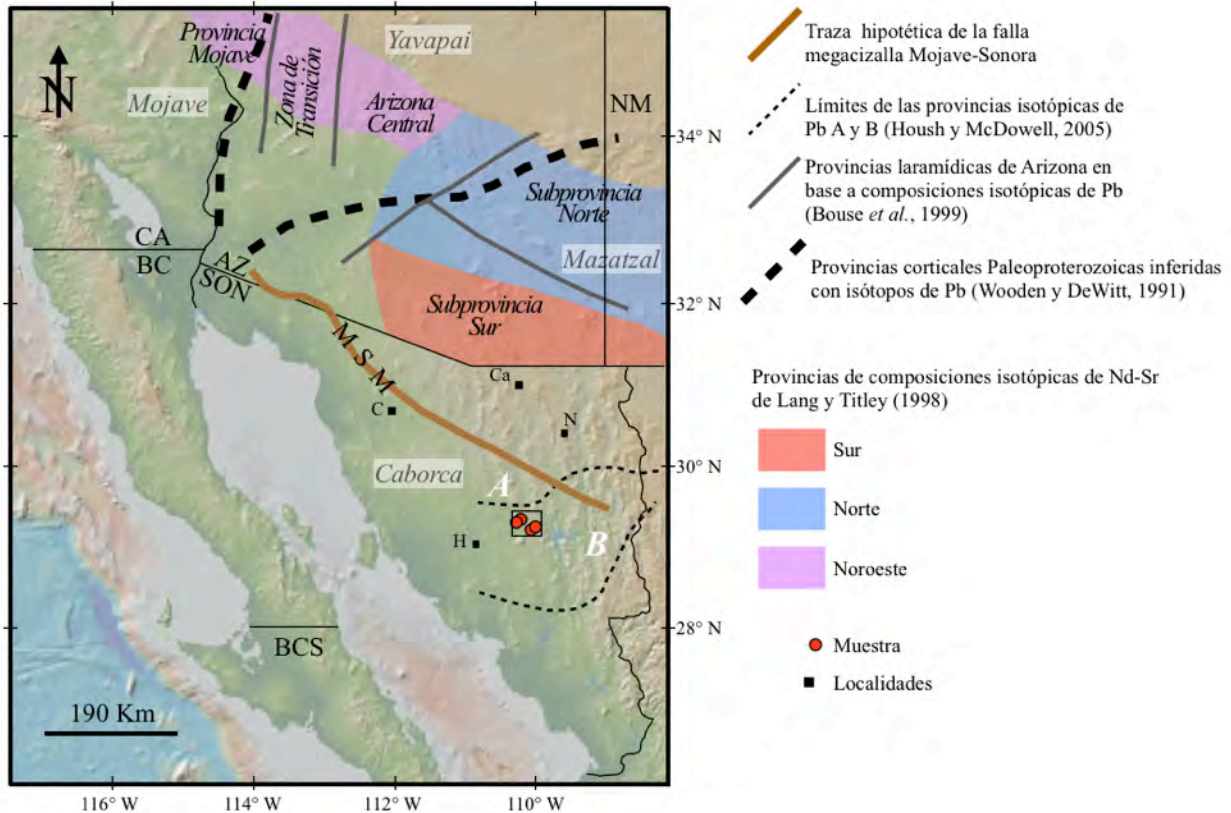 Provincia
Mojave
Yavapai
N
Mojave
Zona de
Transición
Arizona
Central
NM
34° N
Subprovincia
Norte
CA
BC
AZ
SON
Mazatzal
32° N
Subprovincia
Sur
M S M
Ca
C
N
30° N
Caborca
A
H
B
28° N
BCS
190 Km
116° W
114° W
112° W
110° W
Traza hipotética de la falla
megacizalla Mojave-Sonora
Límites de las provincias isotópicas de
Pb A y B (Housh y McDowell, 2005)
Provincias laramídicas de Arizona en
base a composiciones isotópicas de Pb
(Bouse et al., 1999)
Provincias corticales Paleoproterozoicas inferidas
con isótopos de Pb (Wooden y DeWitt, 1991)
Provincias de composiciones isotópicas de Nd-Sr
de Lang y Titley (1998)
Sur
Norte
Noroeste
Muestra
Localidades